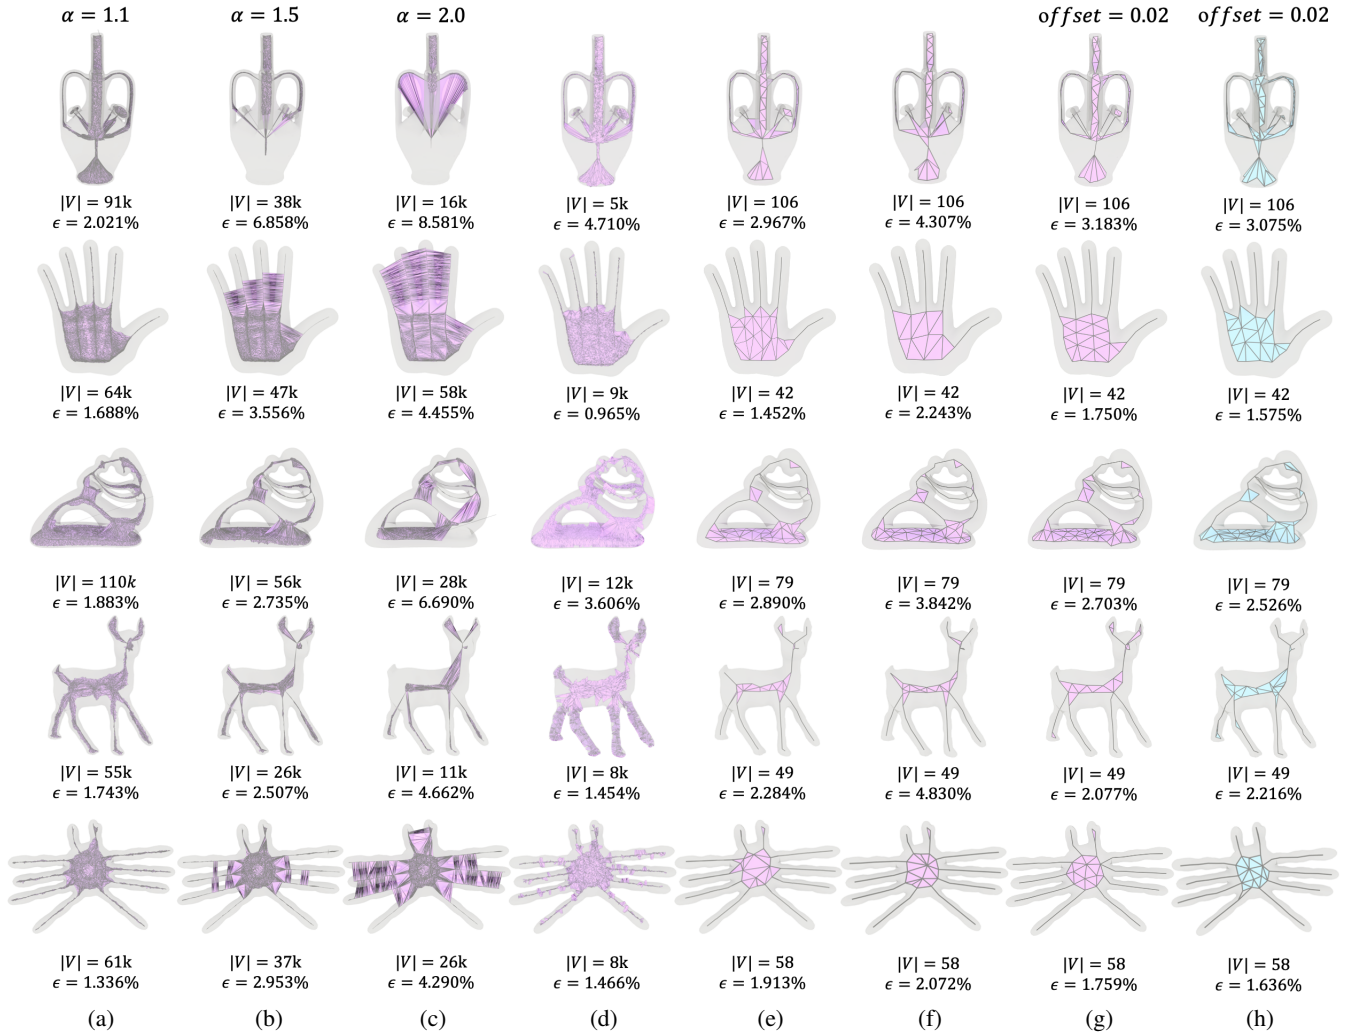 α = 1.1 α = 1.5 α = 2.0 offset = 0.02 offset = 0.02
|V| = 91k |V| = 38k |V| = 16k |V| = 5k |V| = 106 |V| = 106 |V| = 106 |V| = 106
ϵ = 2.021% ϵ = 6.858% ϵ = 8.581% ϵ = 4.710% ϵ = 2.967% ϵ = 4.307% ϵ = 3.183% ϵ = 3.075%
|V| = 64k |V| = 47k |V| = 58k |V| = 9k |V| = 42 |V| = 42 |V| = 42 |V| = 42
ϵ = 1.688% ϵ = 3.556% ϵ = 4.455% ϵ = 0.965% ϵ = 1.452% ϵ = 2.243% ϵ = 1.750% ϵ = 1.575%
|V| = 110k |V| = 56k |V| = 28k |V| = 12k |V| = 79 |V| = 79 |V| = 79 |V| = 79
ϵ = 1.883% ϵ = 2.735% ϵ = 6.690% ϵ = 3.606% ϵ = 2.890% ϵ = 3.842% ϵ = 2.703% ϵ = 2.526%
|V| = 55k |V| = 26k |V| = 11k |V| = 8k |V| = 49 |V| = 49 |V| = 49 |V| = 49
ϵ = 1.743% ϵ = 2.507% ϵ = 4.662% ϵ = 1.454% ϵ = 2.284% ϵ = 4.830% ϵ = 2.077% ϵ = 2.216%
|V| = 61k |V| = 37k |V| = 26k |V| = 8k |V| = 58 |V| = 58 |V| = 58 |V| = 58
ϵ = 1.336% ϵ = 2.953% ϵ = 4.290% ϵ = 1.466% ϵ = 1.913% ϵ = 2.072% ϵ = 1.759% ϵ = 1.636%
(a) (b) (c) (d) (e) (f) (g) (h)